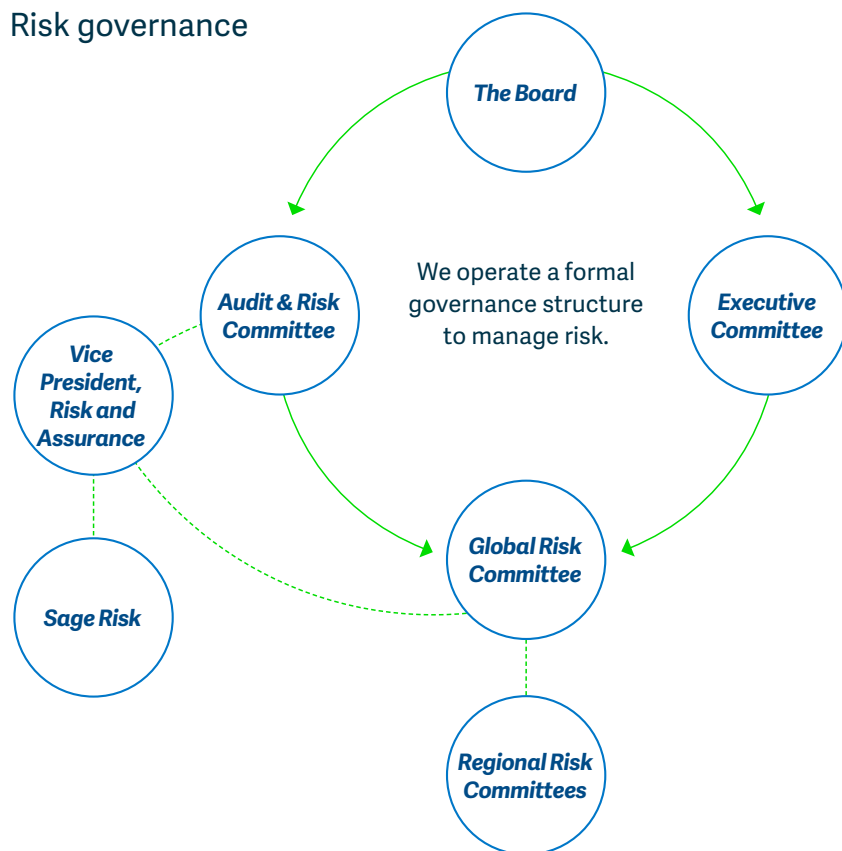 Risk governance
The Board
We operate a formal
governance structure
to manage risk.
Audit & Risk
Committee
Executive
Committee
Vice
President,
Risk and
Assurance
Global Risk
Committee
Sage Risk
Regional Risk
Committees